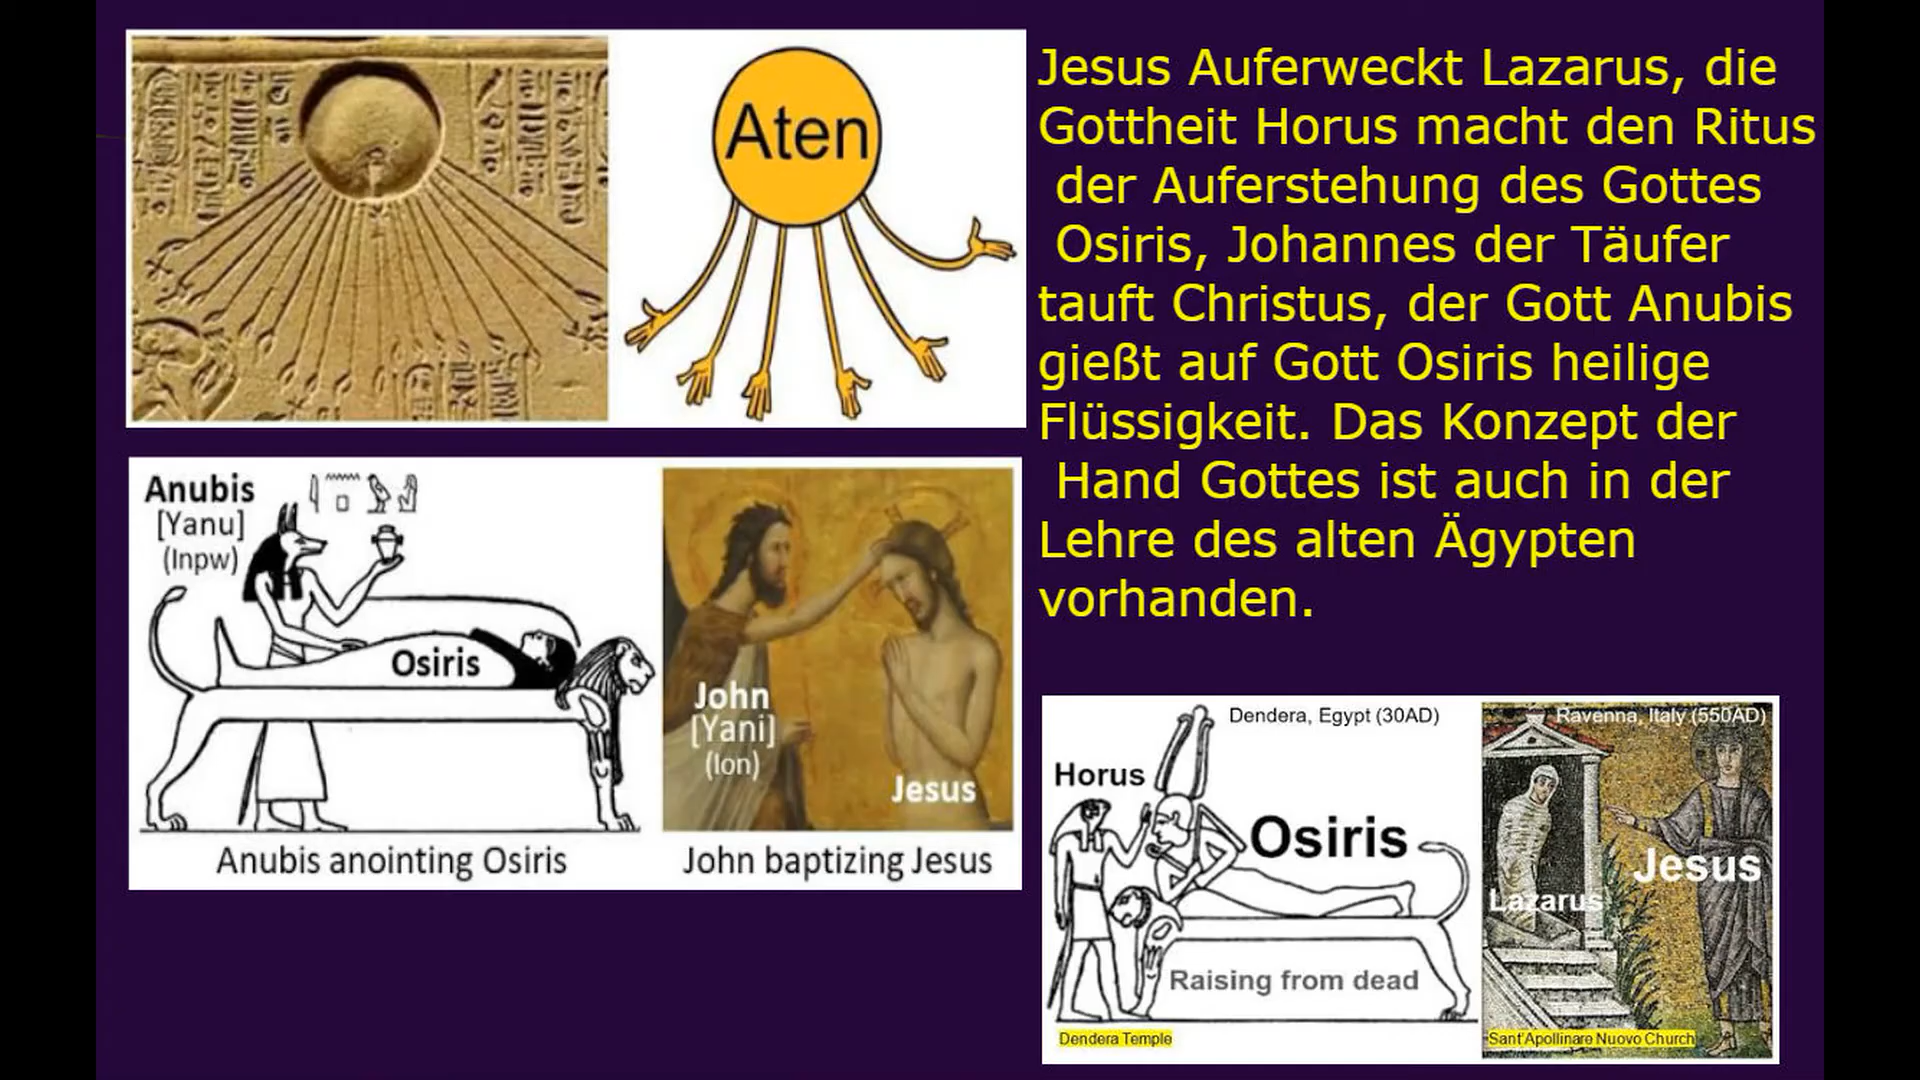 Aten
Jesus Auferweckt Lazarus, die
Gottheit Horus macht den Ritus
der Auferstehung des Gottes
Osiris, Johannes der Täufer
tauft Christus, der Gott Anubis
gießt auf Gott Osiris heilige
Flüssigkeit. Das Konzept der
Hand Gottes ist auch in der
Lehre des alten Ägypten
vorhanden.
Anubis
[Yanu]
(Inpw)
Osiris
Anubis anointing Osiris
John
[Yani]
(Ion)
Jesus
John baptizing Jesus
Dendera, Egypt (30AD)
Horus
Osiris
Raising from dead
Dendera Temple
Ravenna, Italy (550AD)
Jesus
Lazarus
Sant'Apollinare Nuovo Church